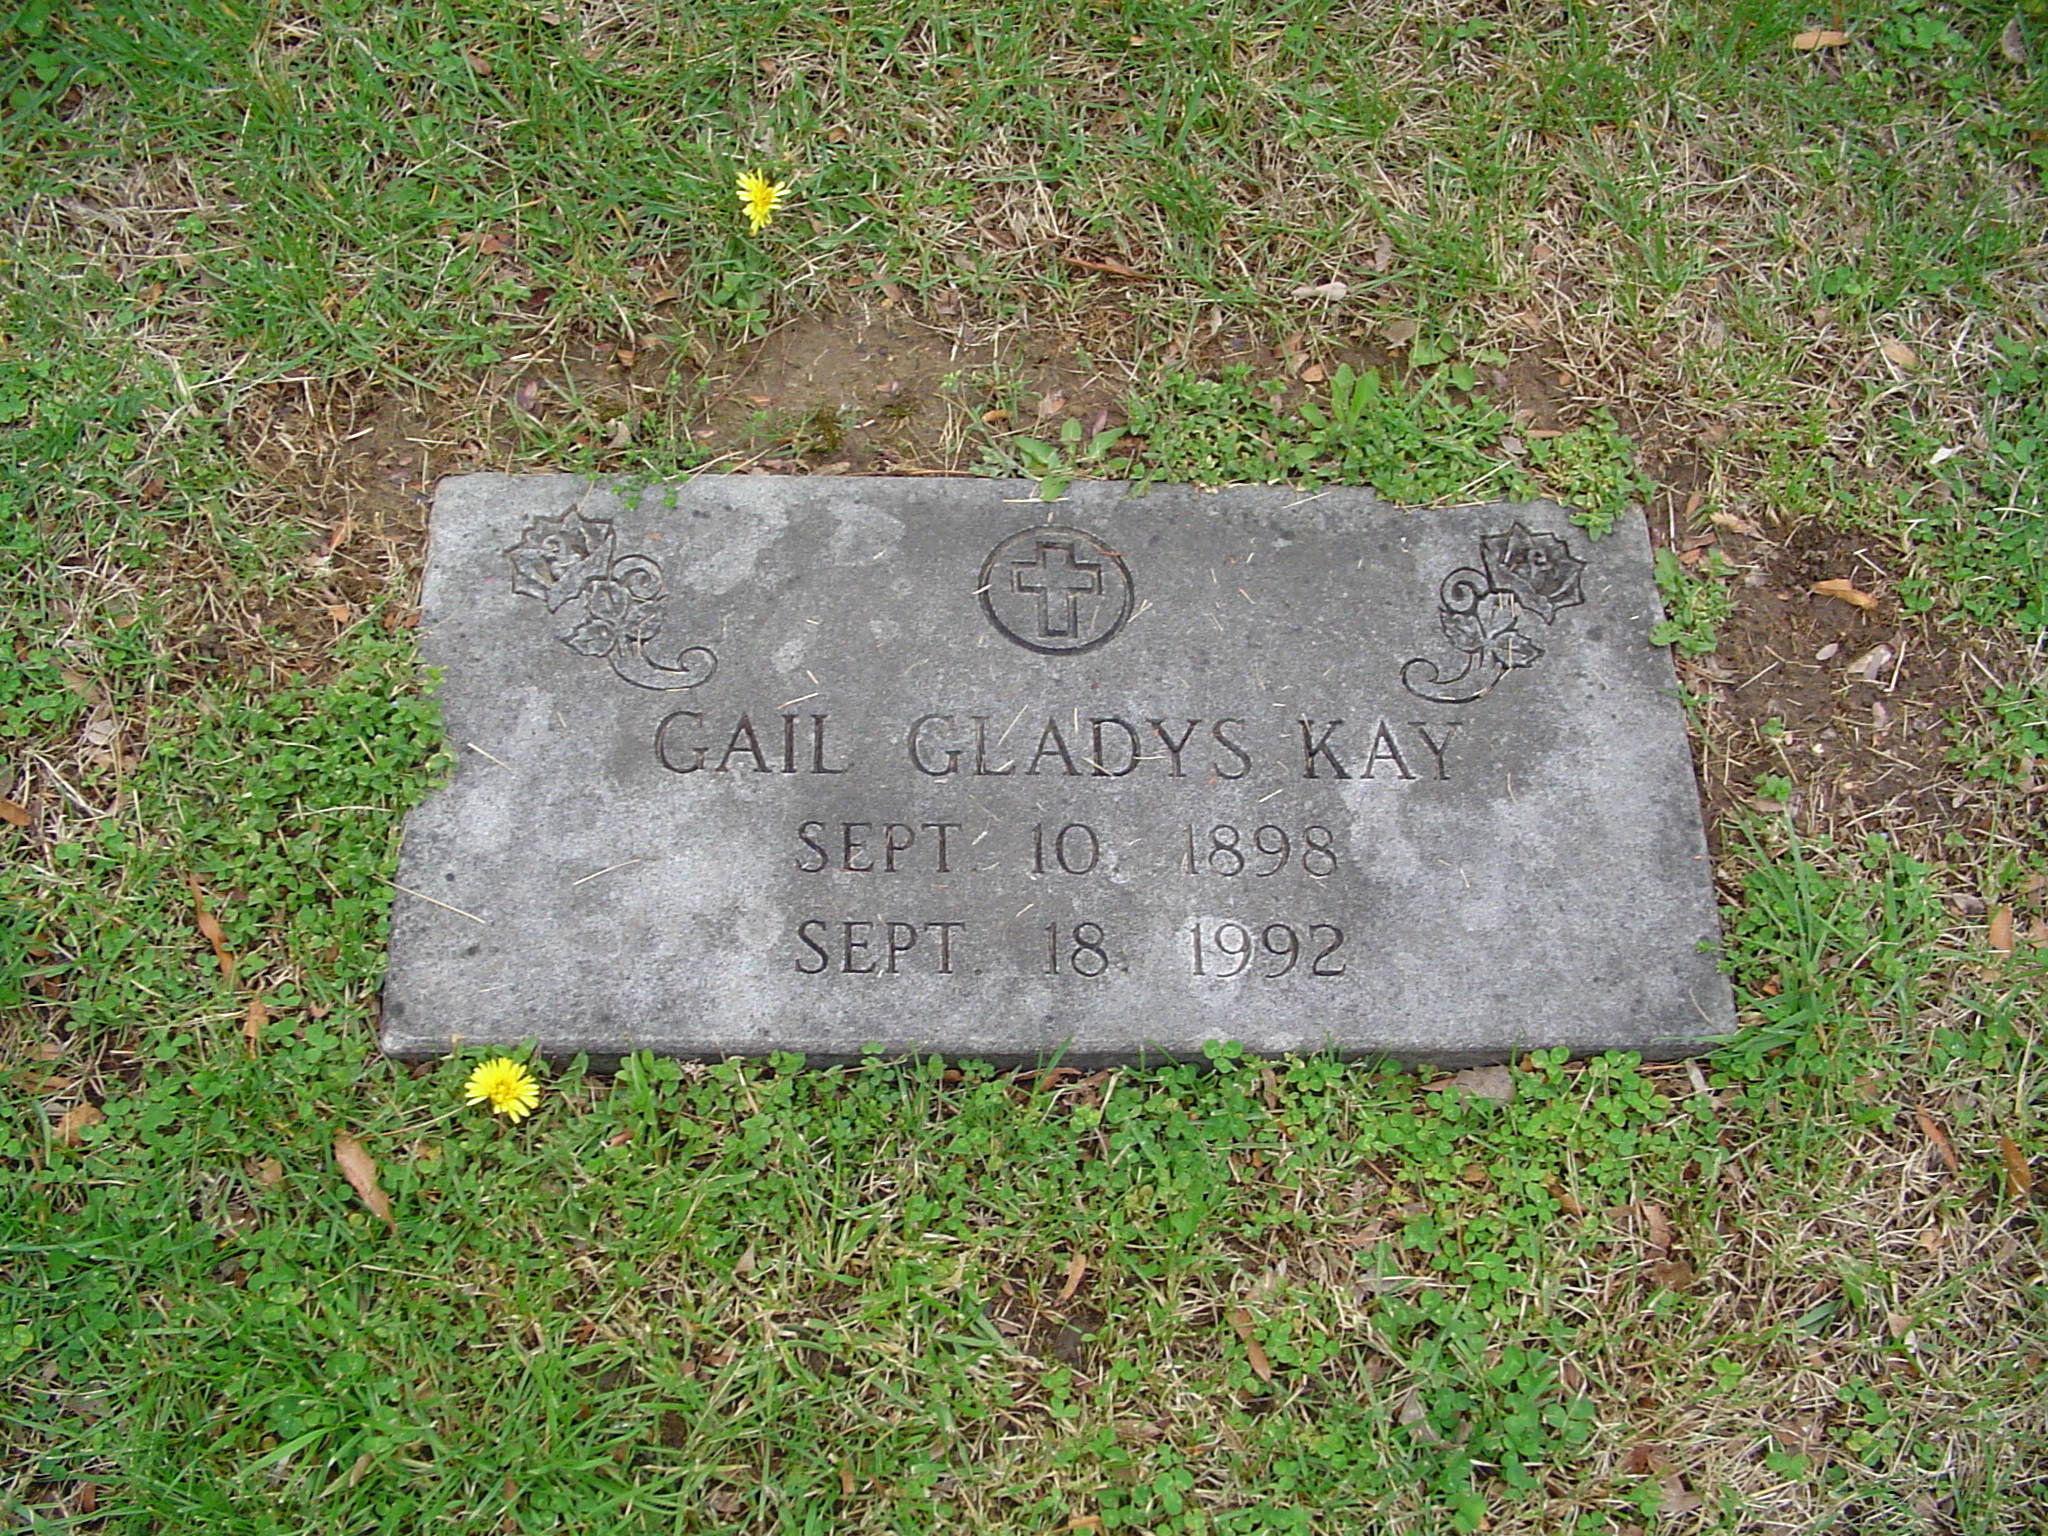 GAIL GLADYS KAY
SEPT. 10 1898
SEPT. 18 1992